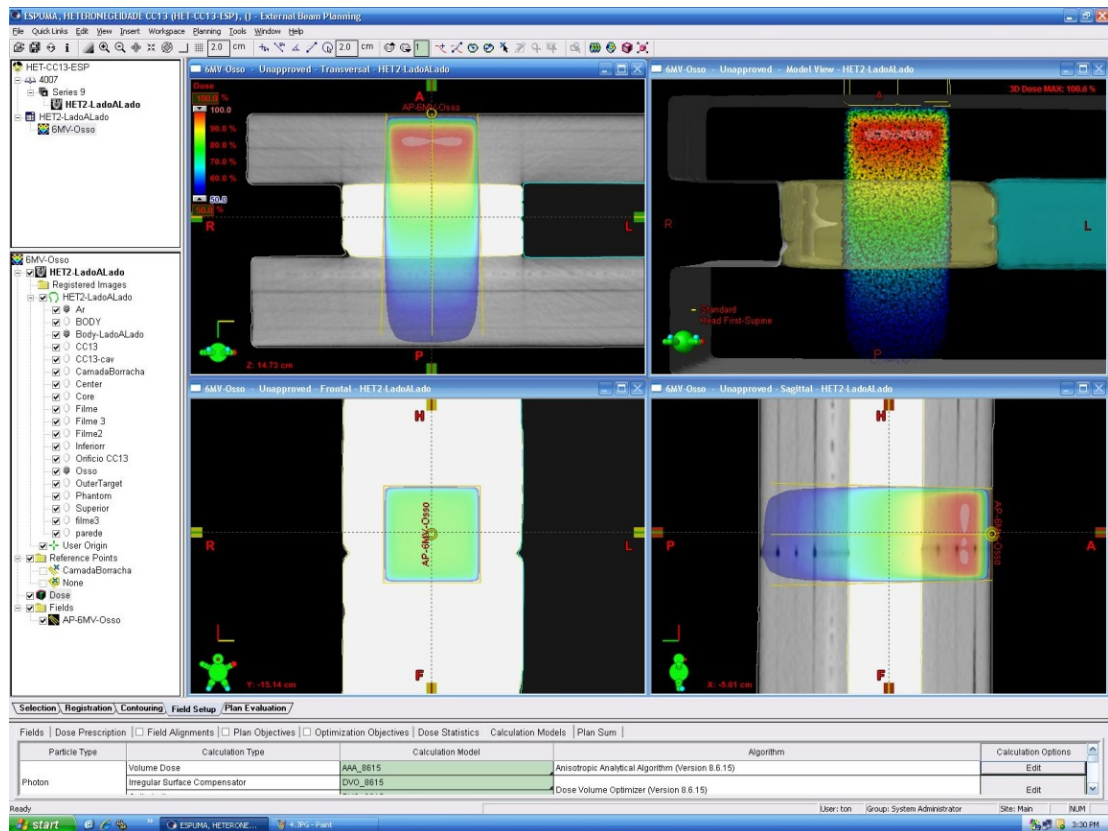 ESPUMA, HETERONEGEIDADE CC13 (HET-CC13-ESP), () - External Beam Planning
File QuickLinks Edit View Insert Workspace Planning Tools Window Help
2.0 cm 2.0 cm 1
HET-CC13-ESP
4007
Series 9
HET2-LadoALado
HET2-LadoALado
6MV-Osso
6MV-Osso
HET2-LadoALado
Registered Images
HET2-LadoALado
Ar
BODY
Body-LadoALado
CC13
CC13-cav
CamadaBorracha
Center
Core
Filme
Filme 3
Filme2
Inferiorr
Orificio CC13
Osso
OuterTarget
Phantom
Superior
filme3
parede
User Origin
Reference Points
CamadaBorracha
None
Dose
Fields
AP-6MV-Osso
6MV-Osso - Unapproved - Transversal - HET2-LadoALado
Dose
100.0 %
100.0
90.0 %
80.0 %
70.0 %
60.0 %
50.0
50.0 %
A
AP-6MV-Osso
R
L
P
Z: 14.73 cm
6MV-Osso - Unapproved - Model View - HET2-LadoALado
3D Dose MAX: 100.6 %
A
R
L
Standard
Head First-Supine
P
6MV-Osso - Unapproved - Frontal - HET2-LadoALado
H
R
AP-6MV-Osso
L
F
Y: -15.14 cm
6MV-Osso - Unapproved - Sagittal - HET2-LadoALado
H
P
AP-6MV-Osso
A
F
X: -5.01 cm
Selection Registration Contouring Field Setup Plan Evaluation
Fields Dose Prescription Field Alignments Plan Objectives Optimization Objectives Dose Statistics Calculation Models Plan Sum
Particle Type Calculation Type Calculation Model Algorithm Calculation Options
Photon
Volume Dose AAA_8615 Anisotropic Analytical Algorithm (Version 8.6.15) Edit
Irregular Surface Compensator DVO_8615 Dose Volume Optimizer (Version 8.6.15) Edit
Ready User: ton Group: System Administrator Site: Main NUM
start ESPUMA, HETERONE... 4.JPG - Paint 3:30 PM